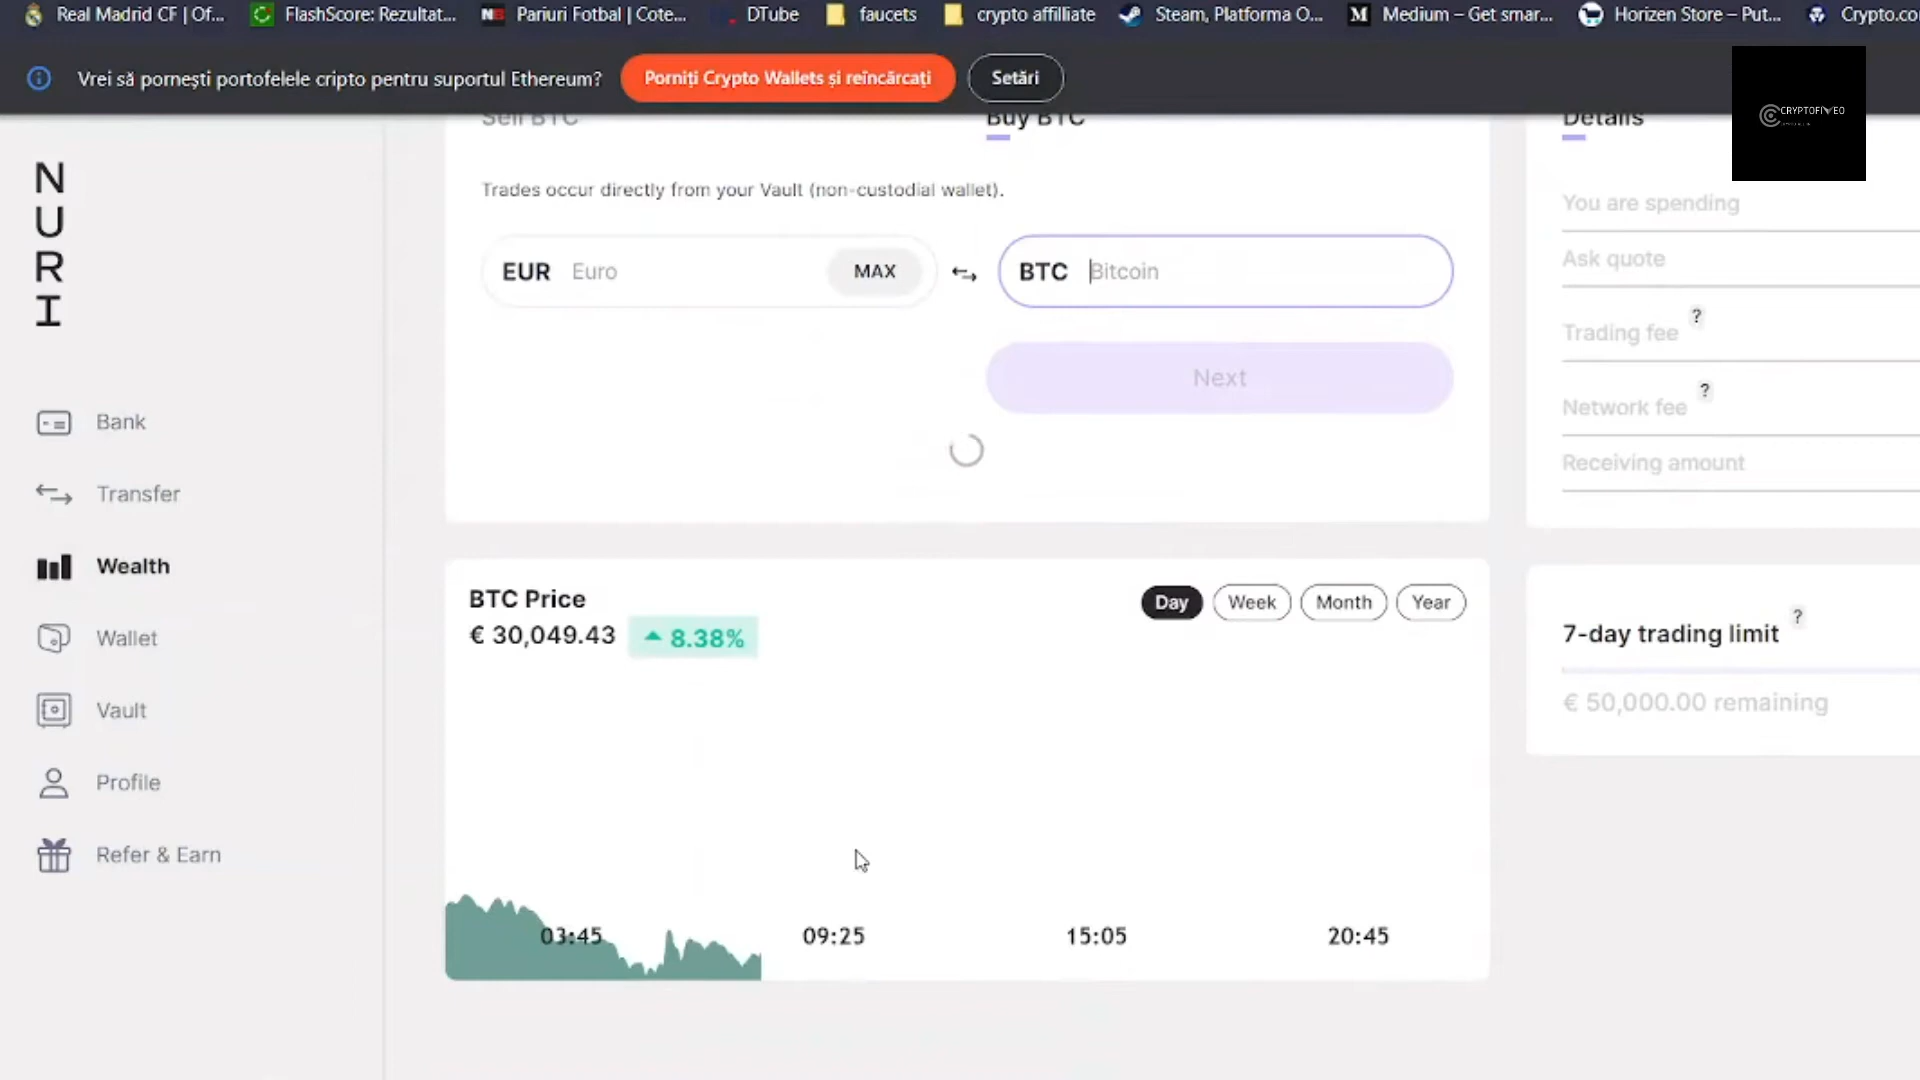 Real Madrid CF | Of... FlashScore: Rezultat... Pariuri Fotbal | Cote... DTube faucets crypto affilliate Steam, Platforma O... Medium – Get smar... Horizen Store – Put... Crypto.co
Vrei să pornești portofelele cripto pentru suportul Ethereum? Porniți Crypto Wallets și reîncărcați Setări
CRYPTOFIVEO
NURI
Bank
Transfer
Wealth
Wallet
Vault
Profile
Refer & Earn
Sell BTC Buy BTC
Trades occur directly from your Vault (non-custodial wallet).
EUR Euro MAX BTC Bitcoin
Next
BTC Price
€ 30,049.43 8.38%
Day Week Month Year
03:45 09:25 15:05 20:45
Details
You are spending
Ask quote
Trading fee ?
Network fee ?
Receiving amount
7-day trading limit ?
€ 50,000.00 remaining